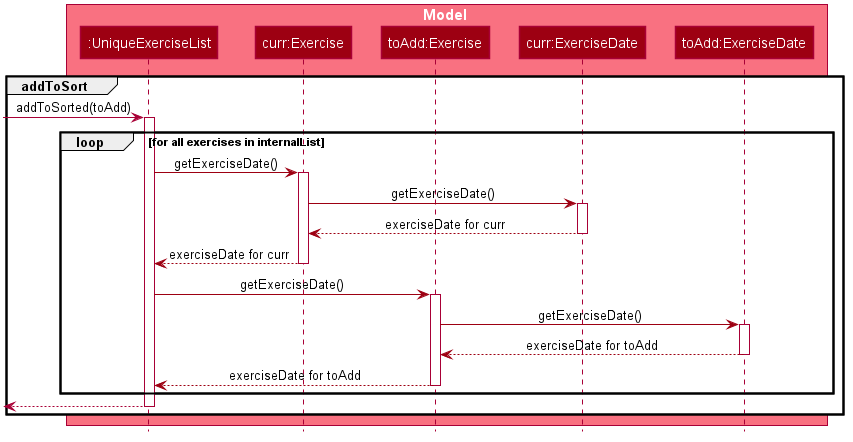 Model
:UniqueExerciseList
curr:Exercise
toAdd:Exercise
curr:ExerciseDate
toAdd:ExerciseDate
addToSort
addToSorted(toAdd)
loop
[for all exercises in internalList]
getExerciseDate()
getExerciseDate()
exerciseDate for curr
exerciseDate for curr
getExerciseDate()
getExerciseDate()
exerciseDate for toAdd
exerciseDate for toAdd